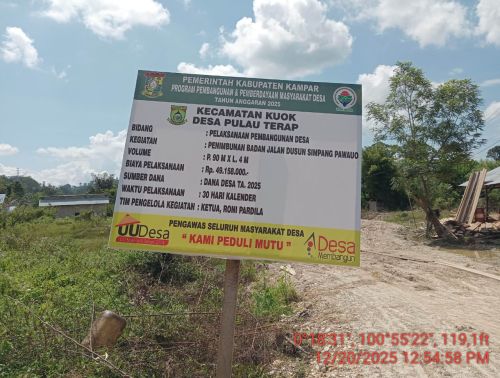 PEMERINTAH KABUPATEN KAMPAR
PROGRAM PEMBANGUNAN & PEMBERDAYAAN MASYARAKAT DESA
TAHUN ANGGARAN 2025
KECAMATAN KUOK
DESA PULAU TERAP
BIDANG : PELAKSANAAN PEMBANGUNAN DESA
KEGIATAN : PENIMBUNAN BADAN JALAN DUSUN SIMPANG PAWAUO
VOLUME : P. 90 M X L. 4 M
BIAYA PELAKSANAAN : Rp. 49.158.000.-
SUMBER DANA : DANA DESA TA. 2025
WAKTU PELAKSANAAN : 30 HARI KALENDER
TIM PENGELOLA KEGIATAN : KETUA, RONI PARDILA
UUDesa
PENGAWAS SELURUH MASYARAKAT DESA
" KAMI PEDULI MUTU "
Desa
Membangun
0°18'31", 100°55'22", 119,1ft
12/20/2025 12:54:58 PM